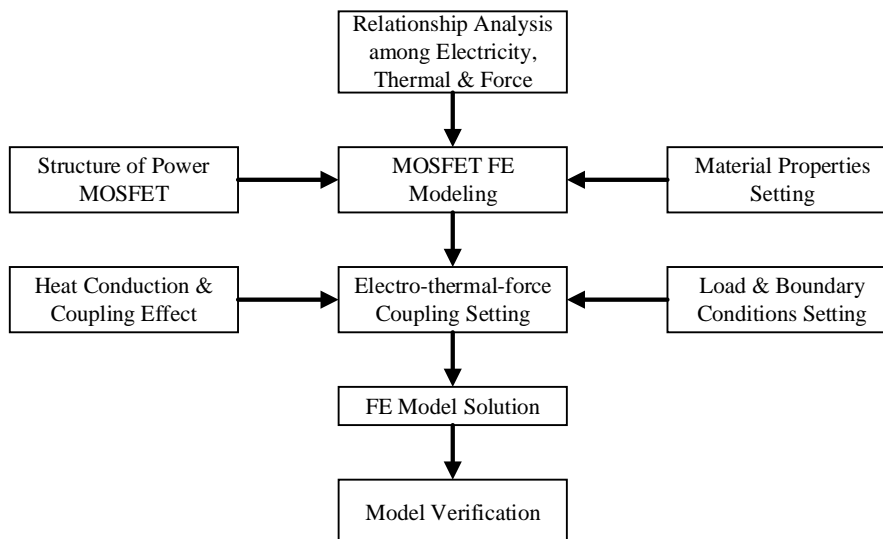 Relationship Analysis
among Electricity,
Thermal & Force
Structure of Power
MOSFET
MOSFET FE
Modeling
Material Properties
Setting
Heat Conduction &
Coupling Effect
Electro-thermal-force
Coupling Setting
Load & Boundary
Conditions Setting
FE Model Solution
Model Verification